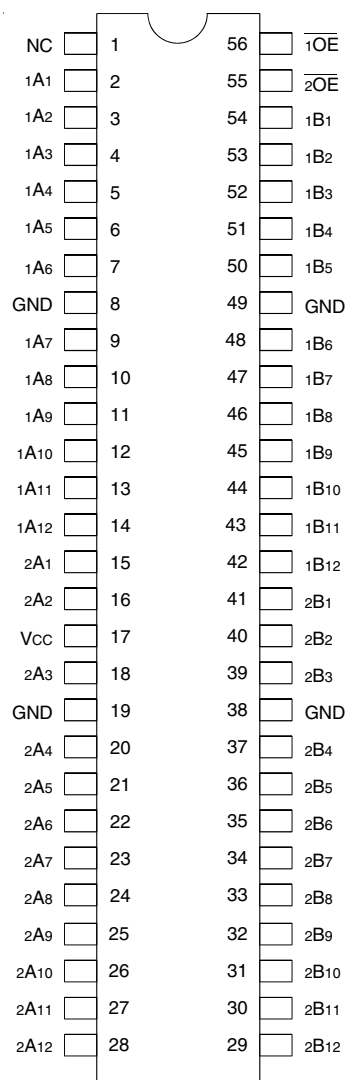 NC 1 56 1OE
1A1 2 55 2OE
1A2 3 54 1B1
1A3 4 53 1B2
1A4 5 52 1B3
1A5 6 51 1B4
1A6 7 50 1B5
GND 8 49 GND
1A7 9 48 1B6
1A8 10 47 1B7
1A9 11 46 1B8
1A10 12 45 1B9
1A11 13 44 1B10
1A12 14 43 1B11
2A1 15 42 1B12
2A2 16 41 2B1
VCC 17 40 2B2
2A3 18 39 2B3
GND 19 38 GND
2A4 20 37 2B4
2A5 21 36 2B5
2A6 22 35 2B6
2A7 23 34 2B7
2A8 24 33 2B8
2A9 25 32 2B9
2A10 26 31 2B10
2A11 27 30 2B11
2A12 28 29 2B12